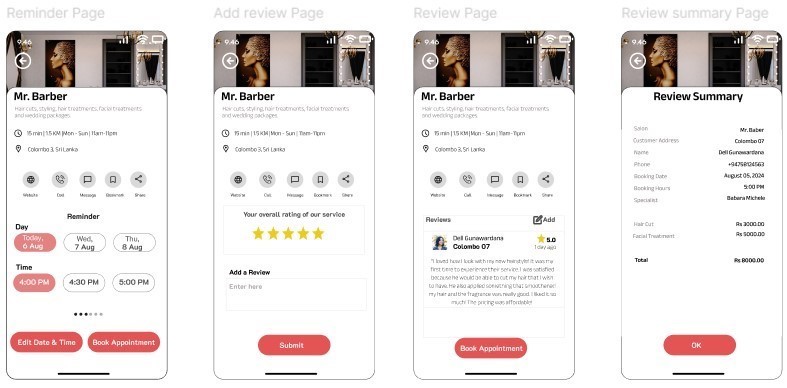 Reminder Page
9.46
Mr. Barber
Hair cuts, styling, hair treatments, facial treatments
and wedding packages.
15 min | 1.5 KM |Mon - Sun | 11am-11pm
Colombo 3, Sri Lanka
Website Call Message Bookmark Share
Reminder
Day
Today,
6 Aug
Wed,
7 Aug
Thu,
8 Aug
Time
4:00 PM 4:30 PM 5:00 PM
Edit Date & Time Book Appointment
Add review Page
9.46
Mr. Barber
Hair cuts, styling, hair treatments, facial treatments
and wedding packages.
15 min | 1.5 KM |Mon - Sun | 11am-11pm
Colombo 3, Sri Lanka
Website Call Message Bookmark Share
Your overall rating of our service
Add a Review
Enter here
Submit
Review Page
9.46
Mr. Barber
Hair cuts, styling, hair treatments, facial treatments
and wedding packages.
15 min | 1.5 KM |Mon - Sun | 11am-11pm
Colombo 3, Sri Lanka
Website Call Message Bookmark Share
Reviews Add
Dell Gunawardana 5.0
Colombo 07 1 day ago
"I loved how I look with my new hairstyle! It was my
first time to experience their service. I was satisfied
because he would be able to cut my hair that I wish
to have. He also applied something that smoothener
my hair and the fragrance was really good. I liked it so
much! The pricing was affordable!
Book Appointment
Review summary Page
9.46
Review Summary
Salon Mr. Baber
Customer Address Colombo 07
Name Dell Gunawardana
Phone +94758124563
Booking Date August 05, 2024
Booking Hours 5:00 PM
Specialist Babara Michele
Hair Cut Rs 3000.00
Facial Treatment Rs 5000.00
Total Rs 8000.00
OK